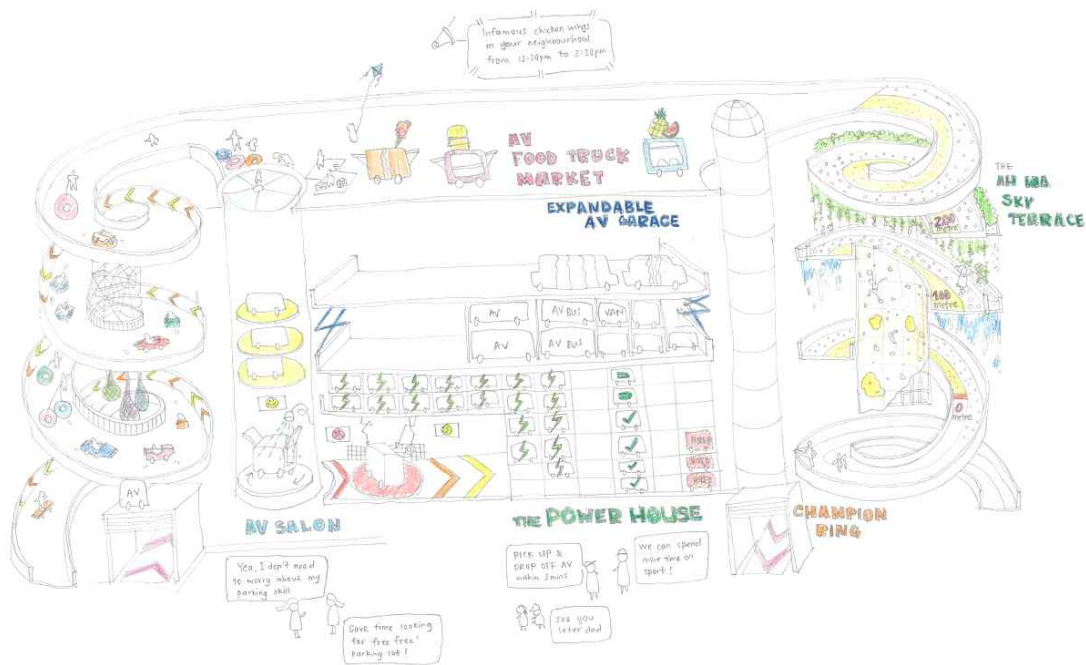 Infamous chicken wings
in your neighbourhood
from 12:30pm to 2:30pm
AV
FOOD TRUCK
MARKET
EXPANDABLE
AV GARAGE
THE
SKY
TERRACE
200
metre
100
metre
0
metre
AV
AV BUS
VAN
AV
AV BUS
AV
AV SALON
THE POWER HOUSE
CHAMPION
RING
Yea, I don't need
to worry about my
parking skill
Save time looking
for 'free free'
parking lot!
PICK UP &
DROP OFF AV
within 3 mins
We can spend
more time on
sport!
See you
later dad